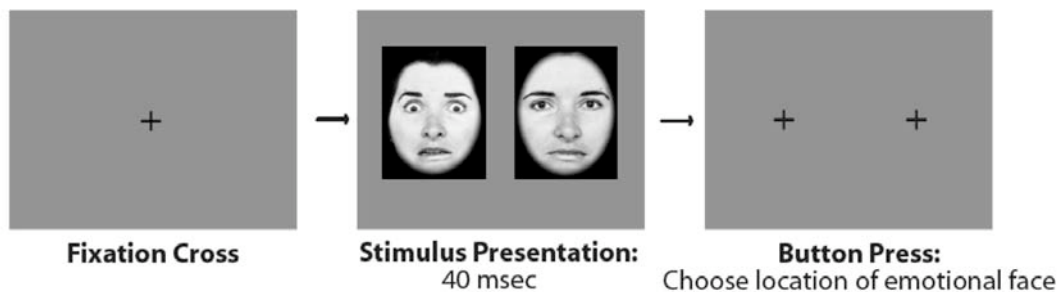 Fixation Cross
Stimulus Presentation:
40 msec
Button Press:
Choose location of emotional face